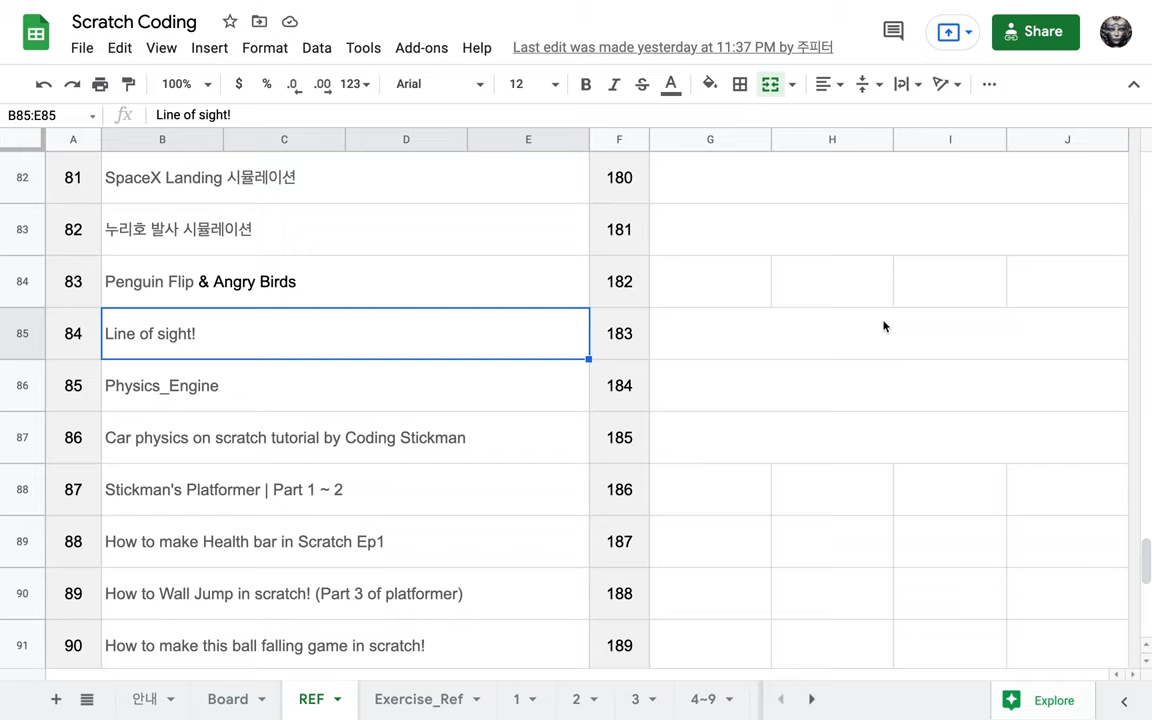 Scratch Coding
File Edit View Insert Format Data Tools Add-ons Help Last edit was made yesterday at 11:37 PM by 주피터
Share
100% $ % .0 .00 123 Arial 12 B I S A
B85:E85 fx Line of sight!
A B C D E F G H I J
82 81 SpaceX Landing 시뮬레이션 180
83 82 누리호 발사 시뮬레이션 181
84 83 Penguin Flip & Angry Birds 182
85 84 Line of sight! 183
86 85 Physics_Engine 184
87 86 Car physics on scratch tutorial by Coding Stickman 185
88 87 Stickman's Platformer | Part 1 ~ 2 186
89 88 How to make Health bar in Scratch Ep1 187
90 89 How to Wall Jump in scratch! (Part 3 of platformer) 188
91 90 How to make this ball falling game in scratch! 189
안내 Board REF Exercise_Ref 1 2 3 4~9 Explore